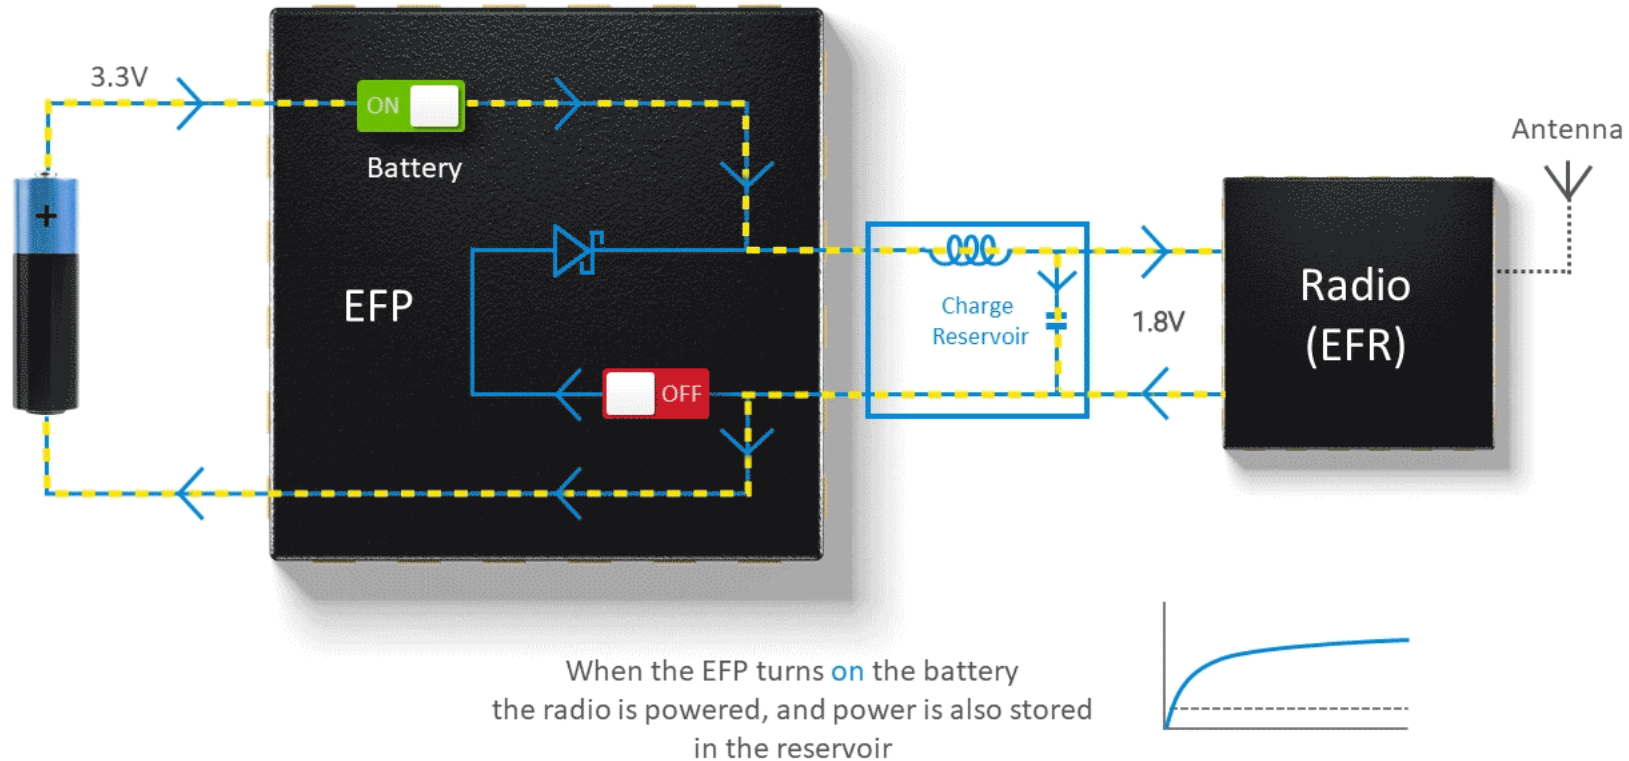 3.3V
ON
Battery
Antenna
EFP
Charge
Reservoir
1.8V
Radio
(EFR)
OFF
When the EFP turns on the battery
the radio is powered, and power is also stored
in the reservoir